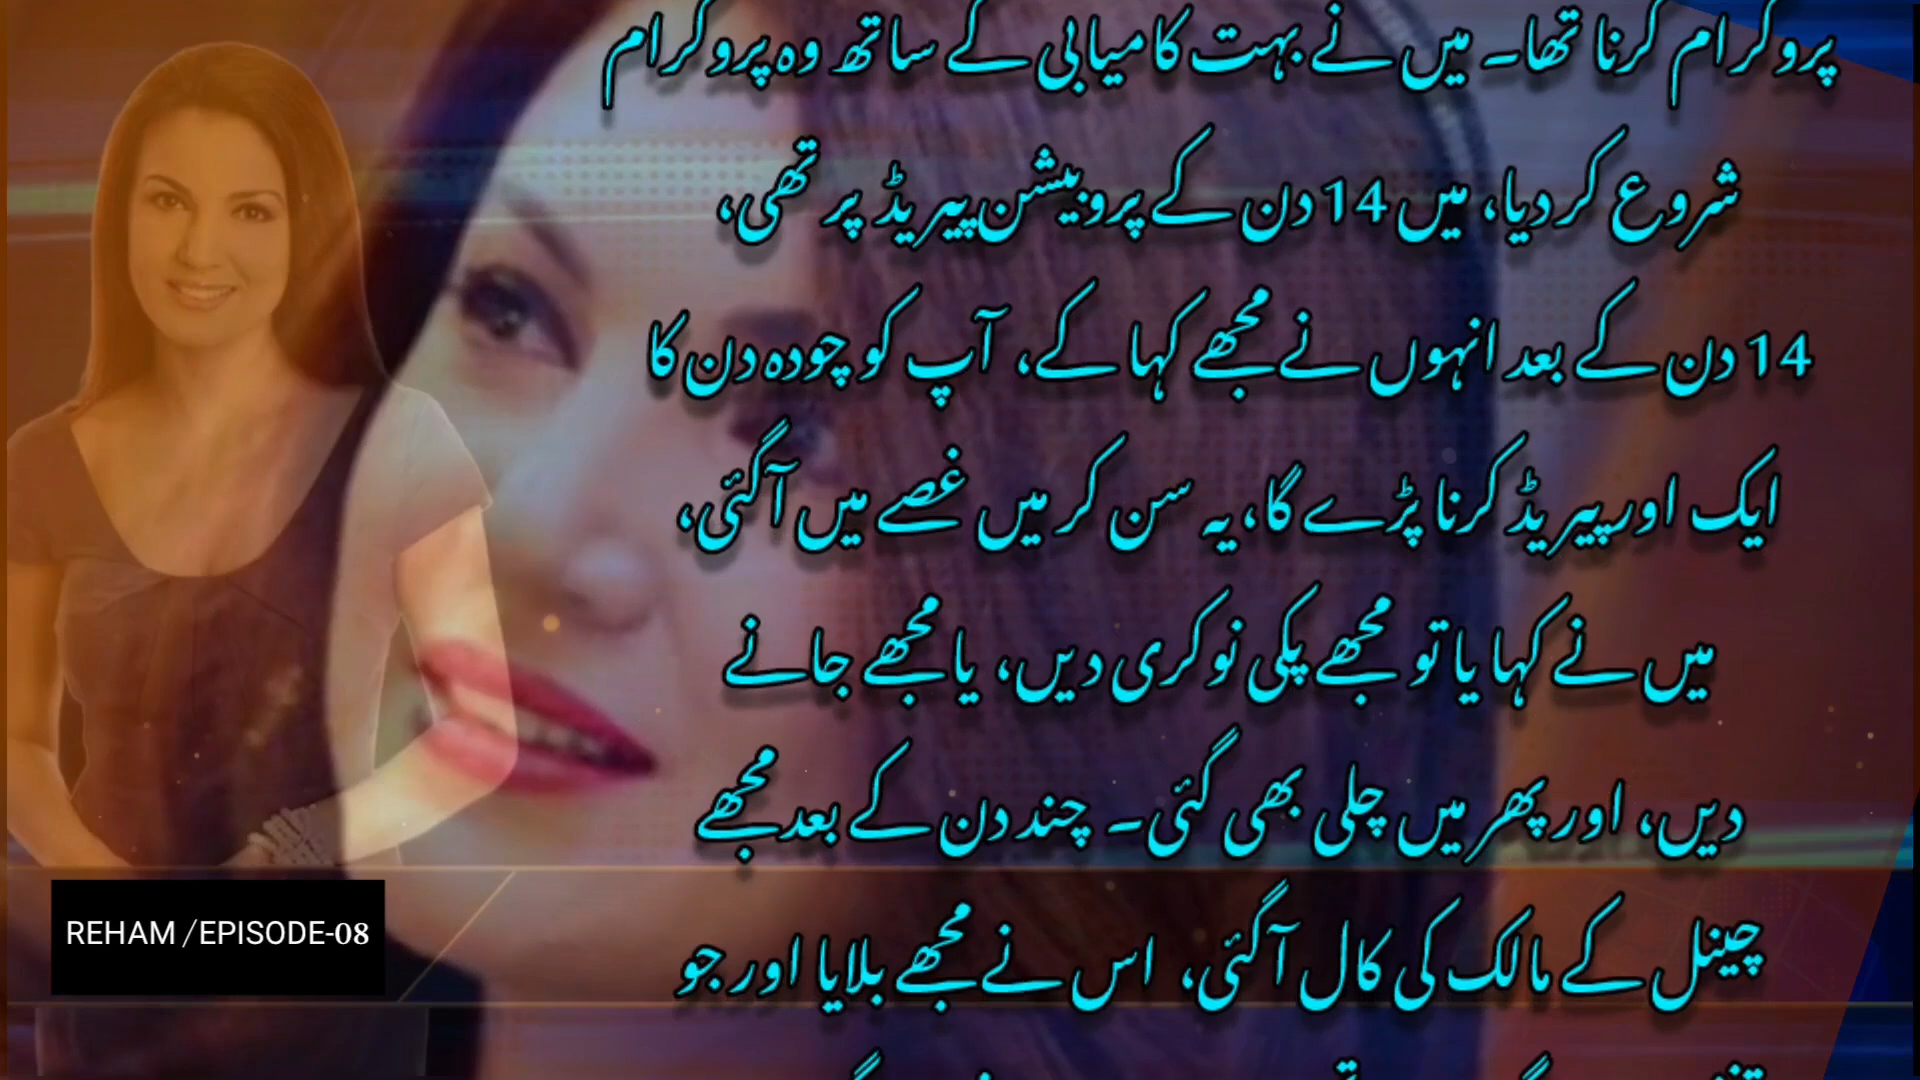 پروگرام کرنا تھا۔ میں نے بہت کامیابی کے ساتھ وہ پروگرام
شروع کردیا، میں 14 دن کے پروبیشن پیریڈ پر تھی،
14 دن کے بعد انہوں نے مجھے کہا کے، آپ کو چودہ دن کا
ایک اور پیریڈ کرنا پڑے گا، یہ سن کر میں غصے میں آگئی،
میں نے کہا یا تو مجھے پکی نوکری دیں، یا مجھے جانے
دیں، اور پھر میں چلی بھی گئی۔ چند دن کے بعد مجھے
چینل کے مالک کی کال آگئی، اس نے مجھے بلایا اور جو
REHAM /EPISODE-08